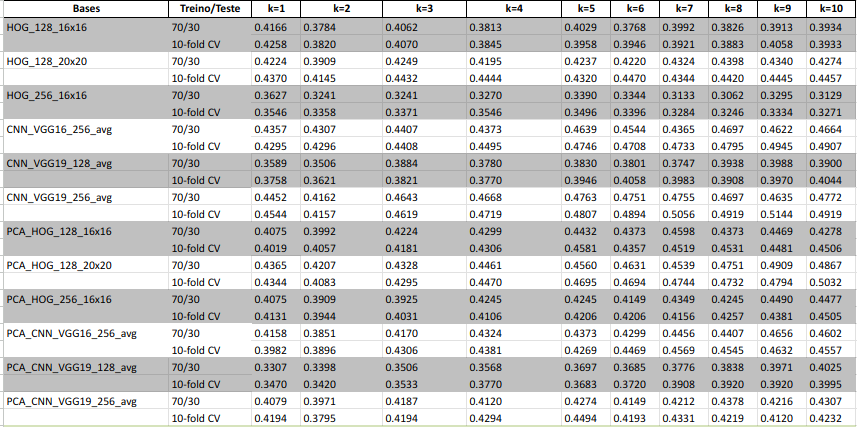 Bases Treino/Teste k=1 k=2 k=3 k=4 k=5 k=6 k=7 k=8 k=9 k=10
HOG_128_16x16 70/30 0.4166 0.3784 0.4062 0.3813 0.4029 0.3768 0.3992 0.3826 0.3913 0.3934
10-fold CV 0.4258 0.3820 0.4070 0.3845 0.3958 0.3946 0.3921 0.3883 0.4058 0.3933
HOG_128_20x20 70/30 0.4224 0.3909 0.4249 0.4195 0.4237 0.4220 0.4324 0.4398 0.4340 0.4274
10-fold CV 0.4370 0.4145 0.4432 0.4444 0.4320 0.4470 0.4344 0.4420 0.4445 0.4457
HOG_256_16x16 70/30 0.3627 0.3241 0.3241 0.3270 0.3390 0.3344 0.3133 0.3062 0.3295 0.3129
10-fold CV 0.3546 0.3358 0.3371 0.3546 0.3496 0.3396 0.3284 0.3246 0.3334 0.3271
CNN_VGG16_256_avg 70/30 0.4357 0.4307 0.4407 0.4373 0.4639 0.4544 0.4365 0.4697 0.4622 0.4664
10-fold CV 0.4295 0.4296 0.4408 0.4495 0.4746 0.4708 0.4733 0.4795 0.4945 0.4907
CNN_VGG19_128_avg 70/30 0.3589 0.3506 0.3884 0.3780 0.3830 0.3801 0.3747 0.3938 0.3988 0.3900
10-fold CV 0.3758 0.3621 0.3821 0.3770 0.3946 0.4058 0.3983 0.3908 0.3970 0.4044
CNN_VGG19_256_avg 70/30 0.4452 0.4162 0.4643 0.4668 0.4763 0.4751 0.4755 0.4697 0.4635 0.4772
10-fold CV 0.4544 0.4157 0.4619 0.4719 0.4807 0.4894 0.5056 0.4919 0.5144 0.4919
PCA_HOG_128_16x16 70/30 0.4075 0.3992 0.4224 0.4299 0.4432 0.4373 0.4598 0.4373 0.4469 0.4278
10-fold CV 0.4019 0.4057 0.4181 0.4306 0.4581 0.4357 0.4519 0.4531 0.4481 0.4506
PCA_HOG_128_20x20 70/30 0.4365 0.4207 0.4328 0.4461 0.4560 0.4631 0.4539 0.4751 0.4909 0.4867
10-fold CV 0.4344 0.4083 0.4295 0.4470 0.4695 0.4694 0.4744 0.4732 0.4794 0.5032
PCA_HOG_256_16x16 70/30 0.4075 0.3909 0.3925 0.4245 0.4245 0.4149 0.4349 0.4245 0.4490 0.4477
10-fold CV 0.4131 0.3944 0.4031 0.4106 0.4206 0.4206 0.4156 0.4257 0.4381 0.4505
PCA_CNN_VGG16_256_avg 70/30 0.4158 0.3851 0.4170 0.4324 0.4373 0.4299 0.4456 0.4407 0.4656 0.4602
10-fold CV 0.3982 0.3896 0.4306 0.4381 0.4269 0.4469 0.4569 0.4545 0.4632 0.4557
PCA_CNN_VGG19_128_avg 70/30 0.3307 0.3398 0.3506 0.3568 0.3697 0.3685 0.3776 0.3838 0.3971 0.4025
10-fold CV 0.3470 0.3420 0.3533 0.3770 0.3683 0.3720 0.3908 0.3920 0.3920 0.3995
PCA_CNN_VGG19_256_avg 70/30 0.4079 0.3971 0.4187 0.4120 0.4274 0.4149 0.4212 0.4378 0.4216 0.4307
10-fold CV 0.4194 0.3795 0.4194 0.4294 0.4494 0.4193 0.4331 0.4219 0.4120 0.4232